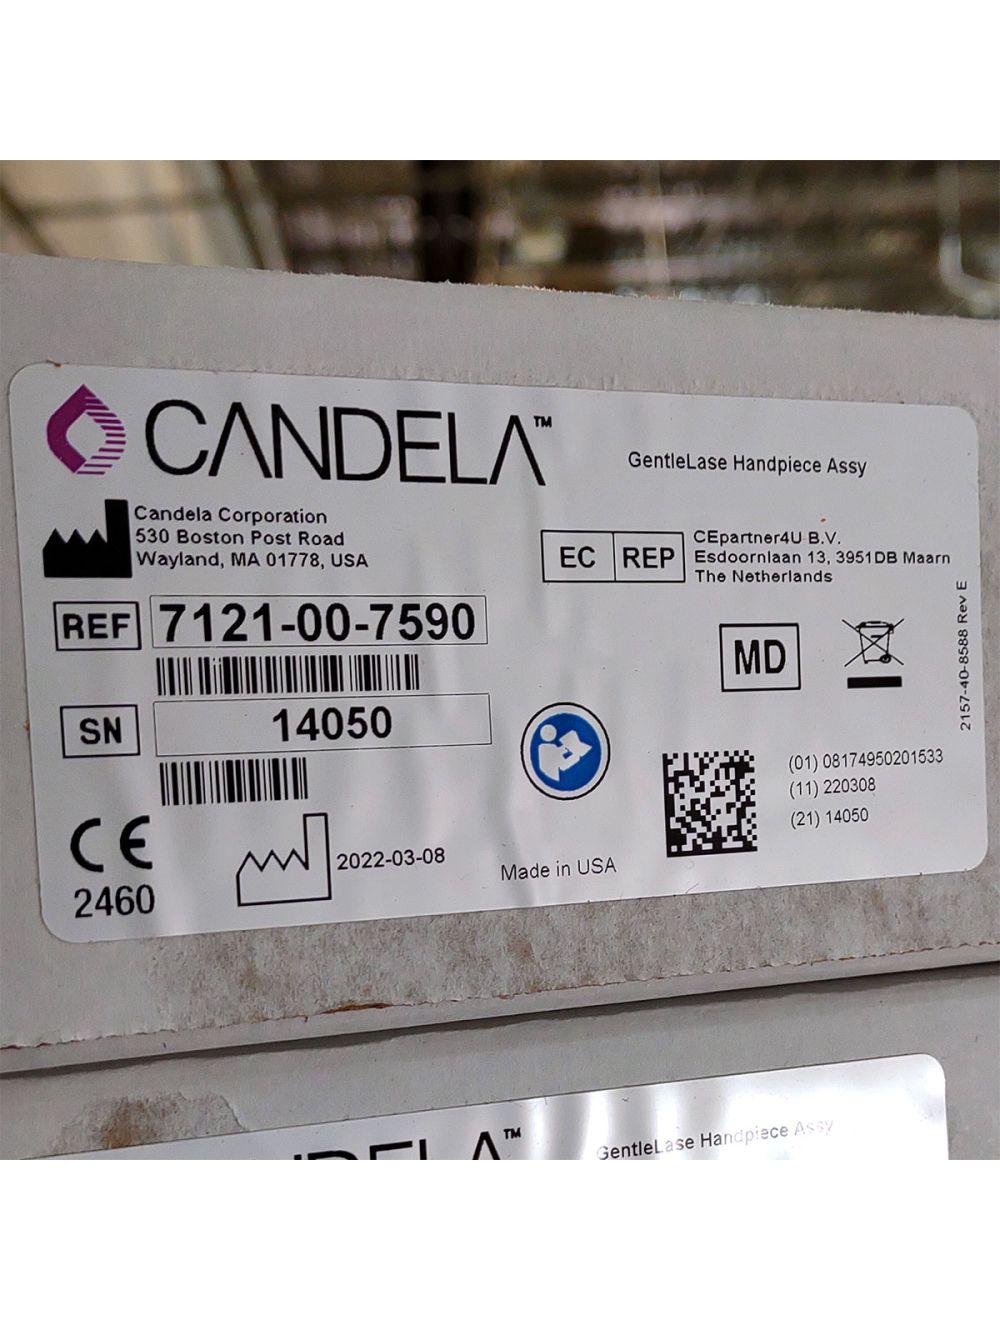 CANDELA™
GentleLase Handpiece Assy
Candela Corporation
530 Boston Post Road
Wayland, MA 01778, USA
EC REP
CEpartner4U B.V.
Esdoornlaan 13, 3951DB Maarn
The Netherlands
REF 7121-00-7590
SN 14050
MD
2157-40-8588 Rev E
(01) 08174950201533
(11) 220308
(21) 14050
CE
2460
2022-03-08
Made in USA
CANDELA™
GentleLase Handpiece Assy